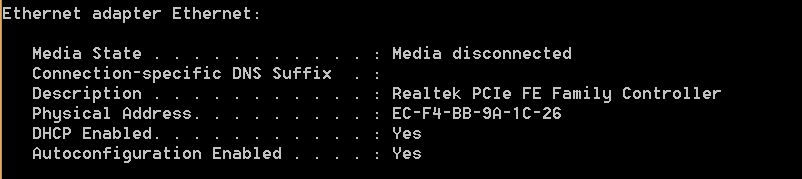 Ethernet adapter Ethernet:
Media State . . . . . . . . . . . : Media disconnected
Connection-specific DNS Suffix  . :
Description . . . . . . . . . . . : Realtek PCIe FE Family Controller
Physical Address. . . . . . . . . : EC-F4-BB-9A-1C-26
DHCP Enabled. . . . . . . . . . . : Yes
Autoconfiguration Enabled . . . . : Yes